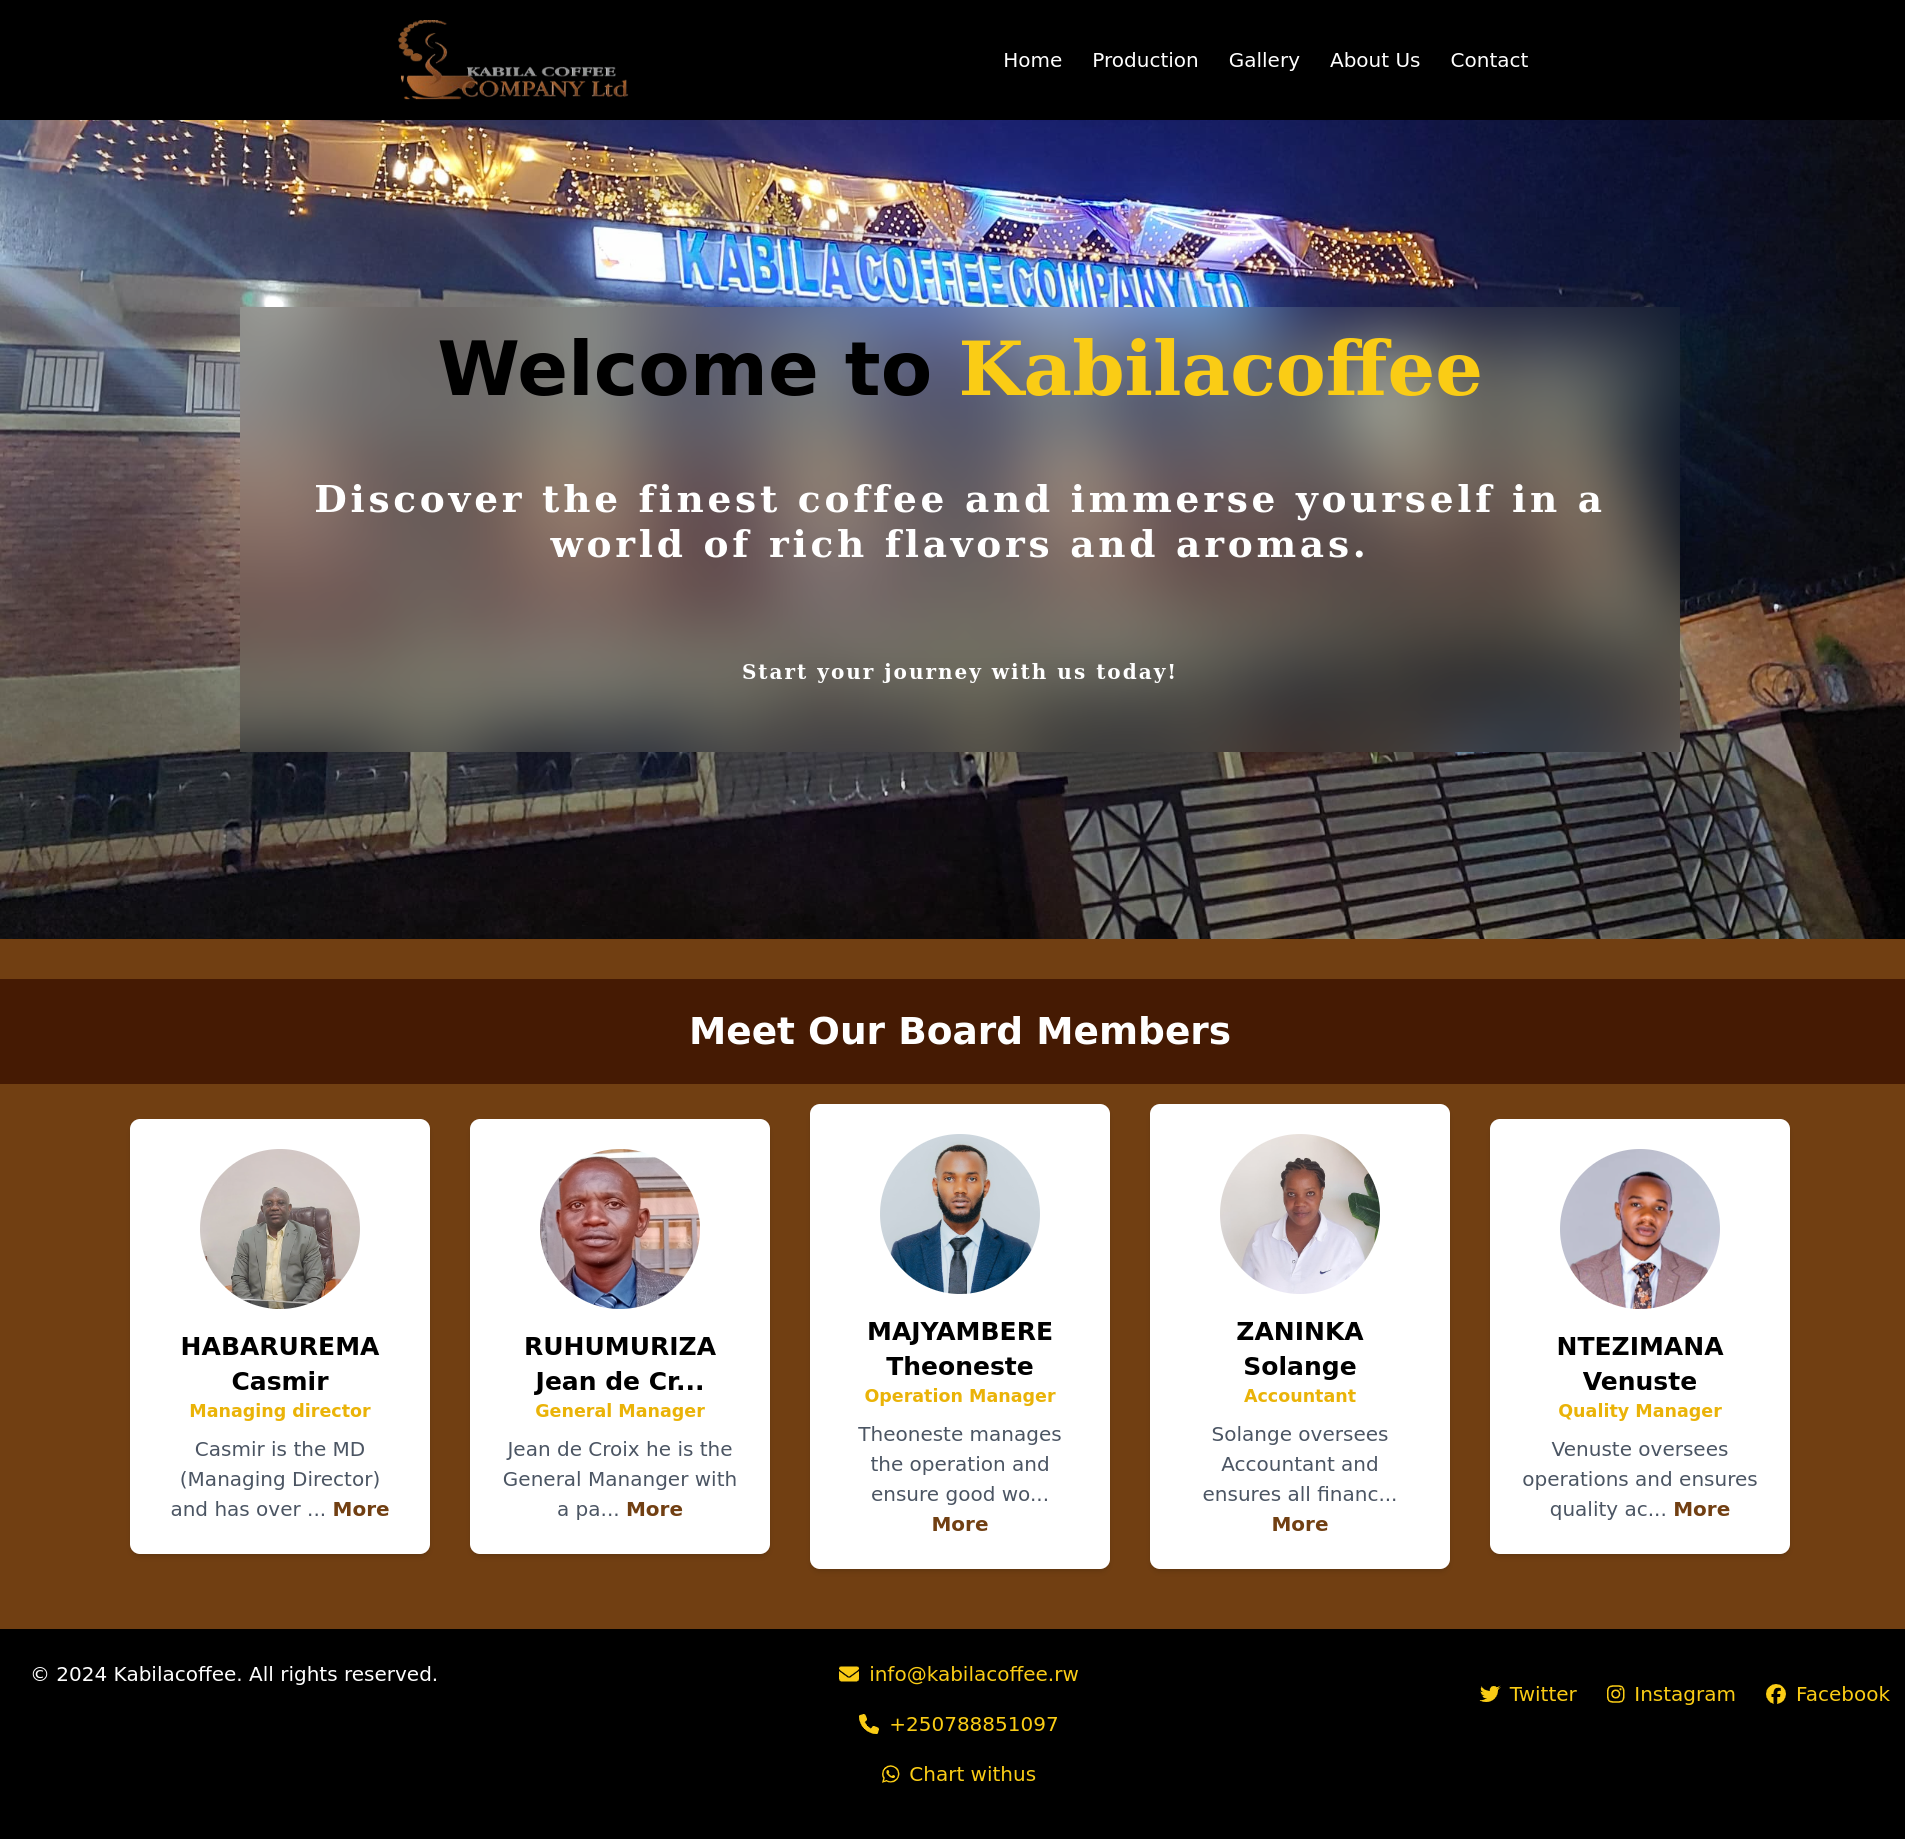 KABILA COFFEE
COMPANY Ltd
Home Production Gallery About Us Contact
KABILA COFFEE COMPANY LTD
Welcome to Kabilacoffee
Discover the finest coffee and immerse yourself in a
world of rich flavors and aromas.
Start your journey with us today!
Meet Our Board Members
HABARUREMA
Casmir
Managing director
Casmir is the MD
(Managing Director)
and has over ... More
RUHUMURIZA
Jean de Cr...
General Manager
Jean de Croix he is the
General Mananger with
a pa... More
MAJYAMBERE
Theoneste
Operation Manager
Theoneste manages
the operation and
ensure good wo...
More
ZANINKA
Solange
Accountant
Solange oversees
Accountant and
ensures all financ...
More
NTEZIMANA
Venuste
Quality Manager
Venuste oversees
operations and ensures
quality ac... More
© 2024 Kabilacoffee. All rights reserved.
info@kabilacoffee.rw
+250788851097
Chart withus
Twitter Instagram Facebook